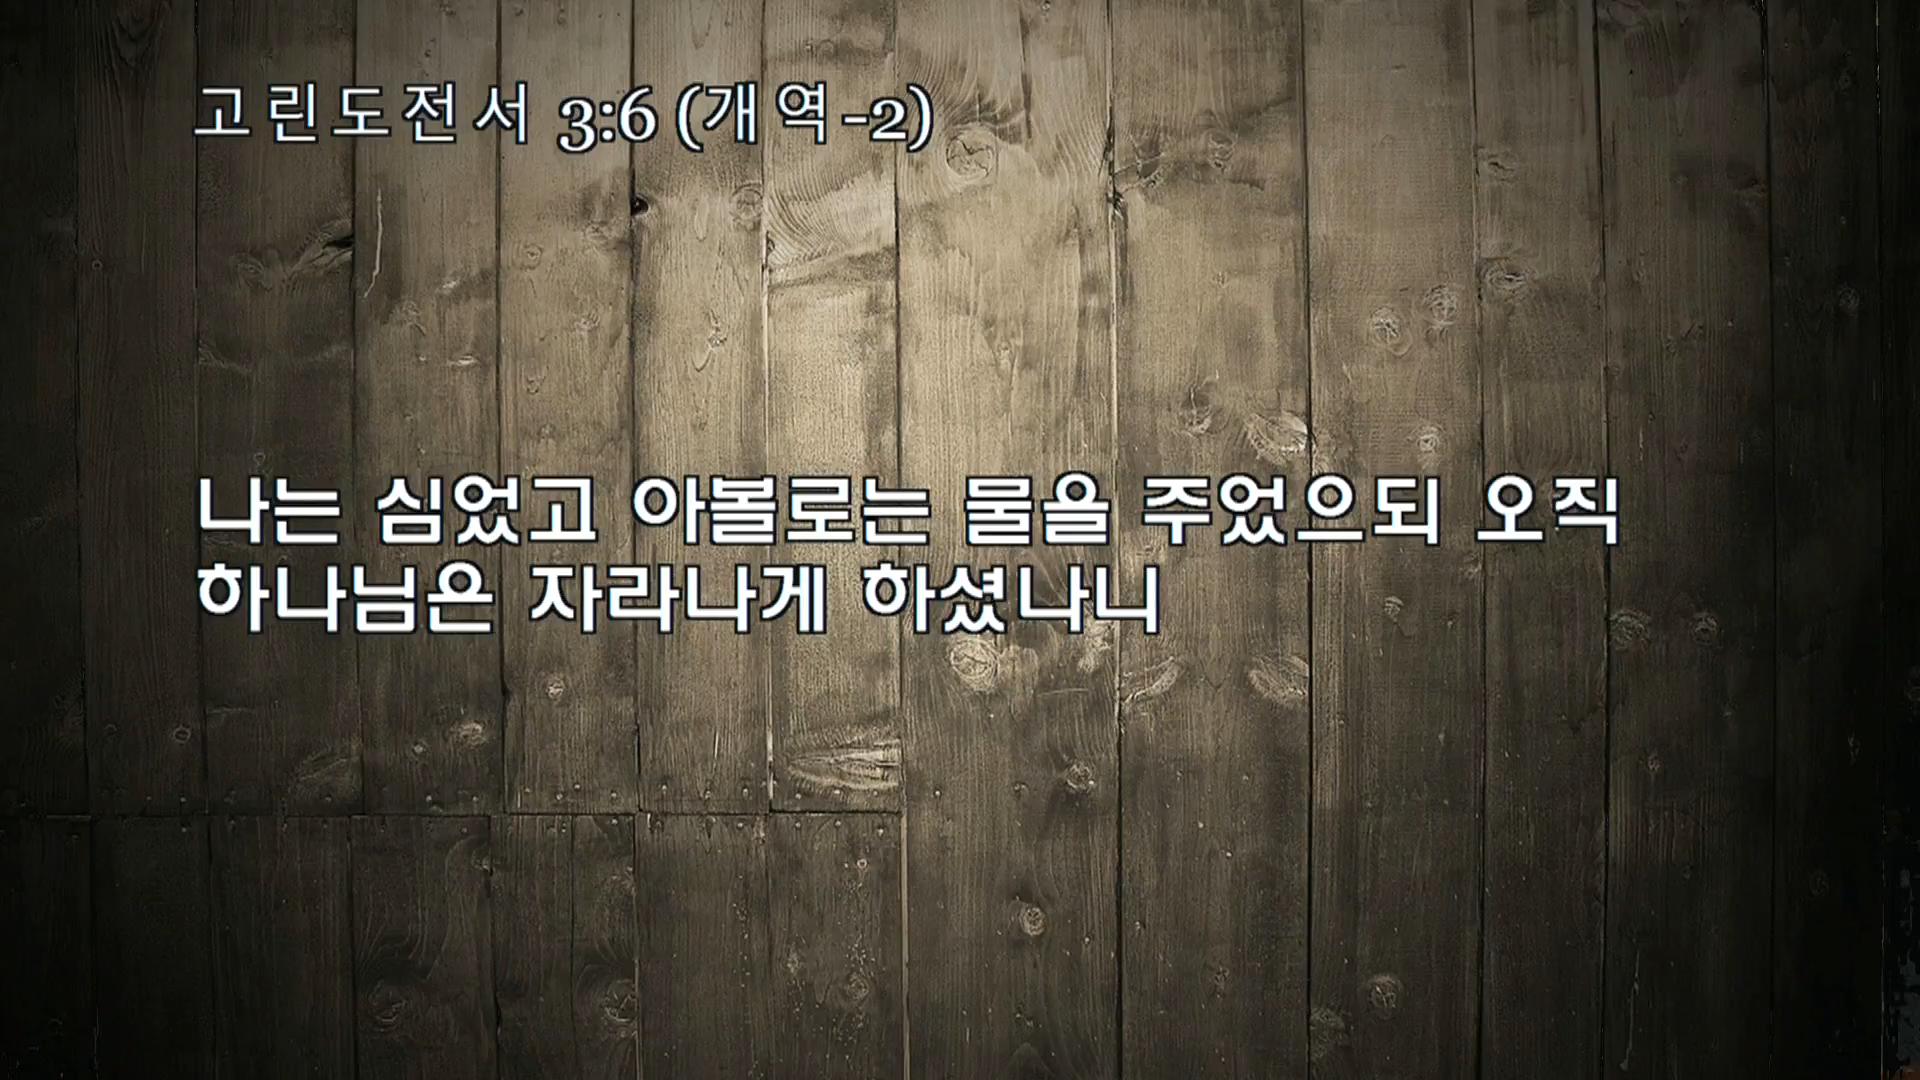 고린도전서 3:6 (개역-2)
나는 심었고 아볼로는 물을 주었으되 오직
하나님은 자라나게 하셨나니